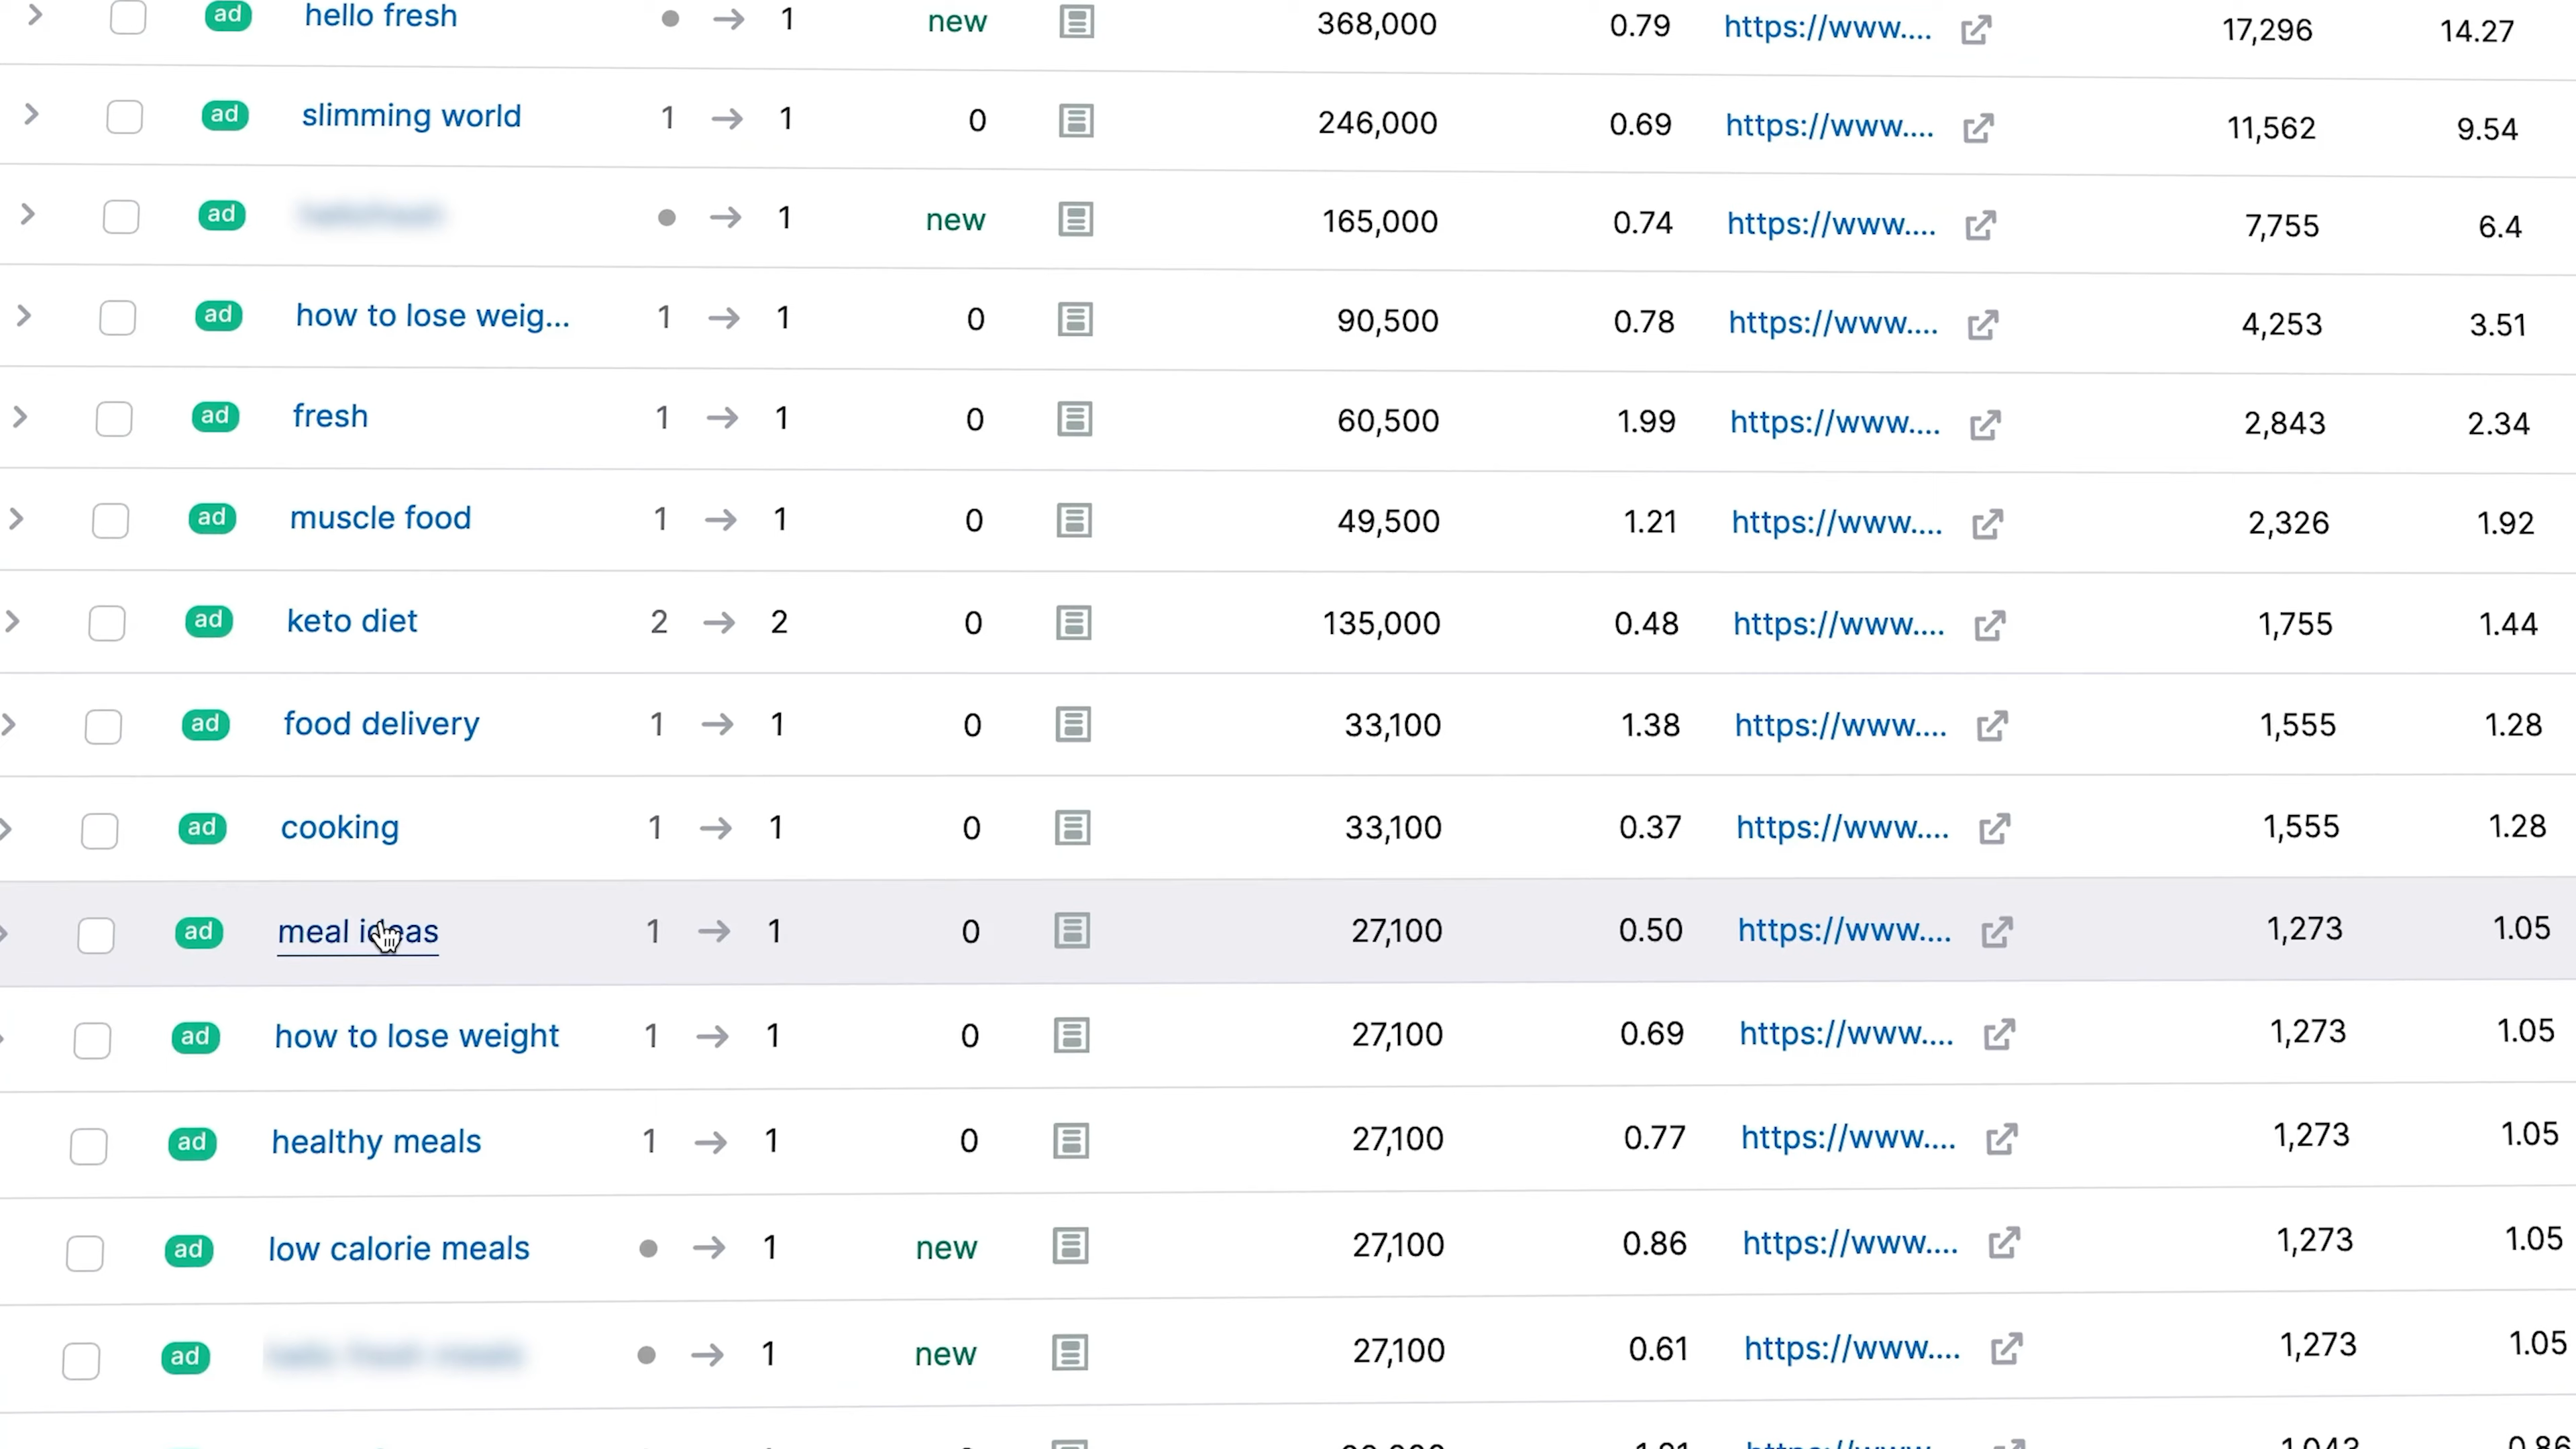 ad hello fresh 1 new 368,000 0.79 https://www.... 17,296 14.27
ad slimming world 1 1 0 246,000 0.69 https://www.... 11,562 9.54
ad 1 new 165,000 0.74 https://www.... 7,755 6.4
ad how to lose weig... 1 1 0 90,500 0.78 https://www.... 4,253 3.51
ad fresh 1 1 0 60,500 1.99 https://www.... 2,843 2.34
ad muscle food 1 1 0 49,500 1.21 https://www.... 2,326 1.92
ad keto diet 2 2 0 135,000 0.48 https://www.... 1,755 1.44
ad food delivery 1 1 0 33,100 1.38 https://www.... 1,555 1.28
ad cooking 1 1 0 33,100 0.37 https://www.... 1,555 1.28
ad meal ideas 1 1 0 27,100 0.50 https://www.... 1,273 1.05
ad how to lose weight 1 1 0 27,100 0.69 https://www.... 1,273 1.05
ad healthy meals 1 1 0 27,100 0.77 https://www.... 1,273 1.05
ad low calorie meals 1 new 27,100 0.86 https://www.... 1,273 1.05
ad 1 new 27,100 0.61 https://www.... 1,273 1.05